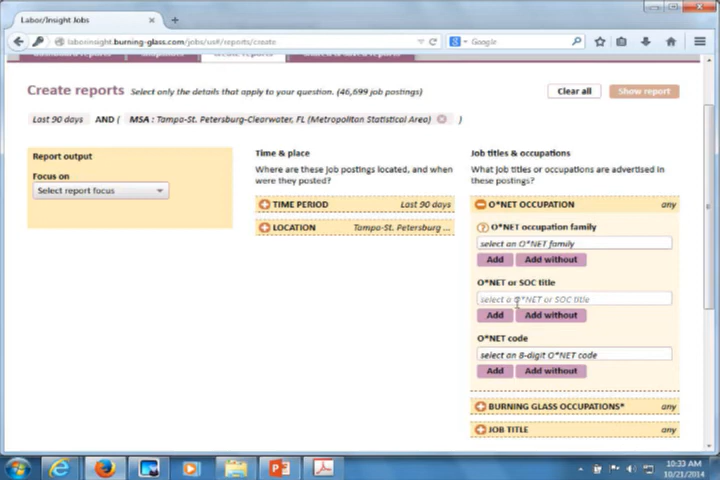 Labor/Insight Jobs
laborinsight.burning-glass.com/jobs/us#/reports/create
Google
Create reports Select only the details that apply to your question. (46,699 job postings)
Clear all
Show report
Last 90 days AND ( MSA : Tampa-St. Petersburg-Clearwater, FL (Metropolitan Statistical Area) )
Report output
Focus on
Select report focus
Time & place
Where are these job postings located, and when
were they posted?
TIME PERIOD Last 90 days
LOCATION Tampa-St. Petersburg ...
Job titles & occupations
What job titles or occupations are advertised in
these postings?
O*NET OCCUPATION any
O*NET occupation family
select an O*NET family
Add Add without
O*NET or SOC title
select a O*NET or SOC title
Add Add without
O*NET code
select an 8-digit O*NET code
Add Add without
BURNING GLASS OCCUPATIONS* any
JOB TITLE any
10:33 AM
10/21/2014